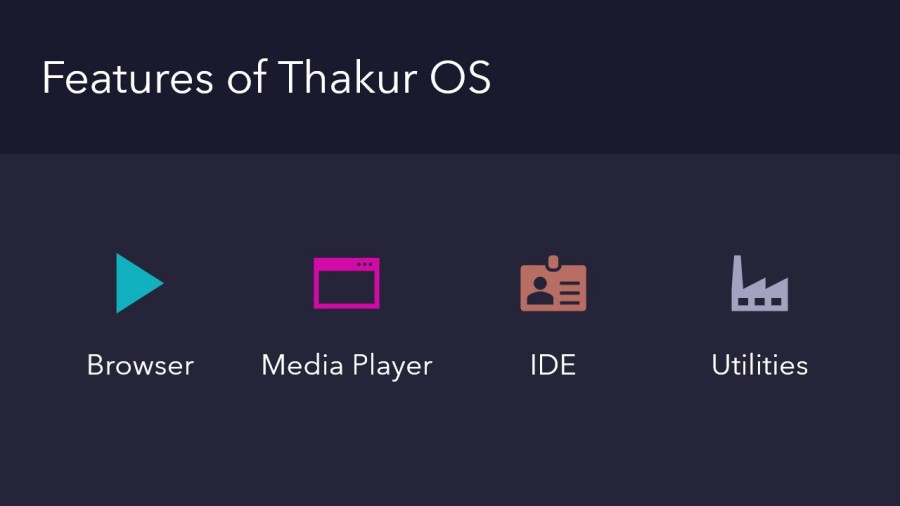 Features of Thakur OS
Browser
Media Player
IDE
Utilities